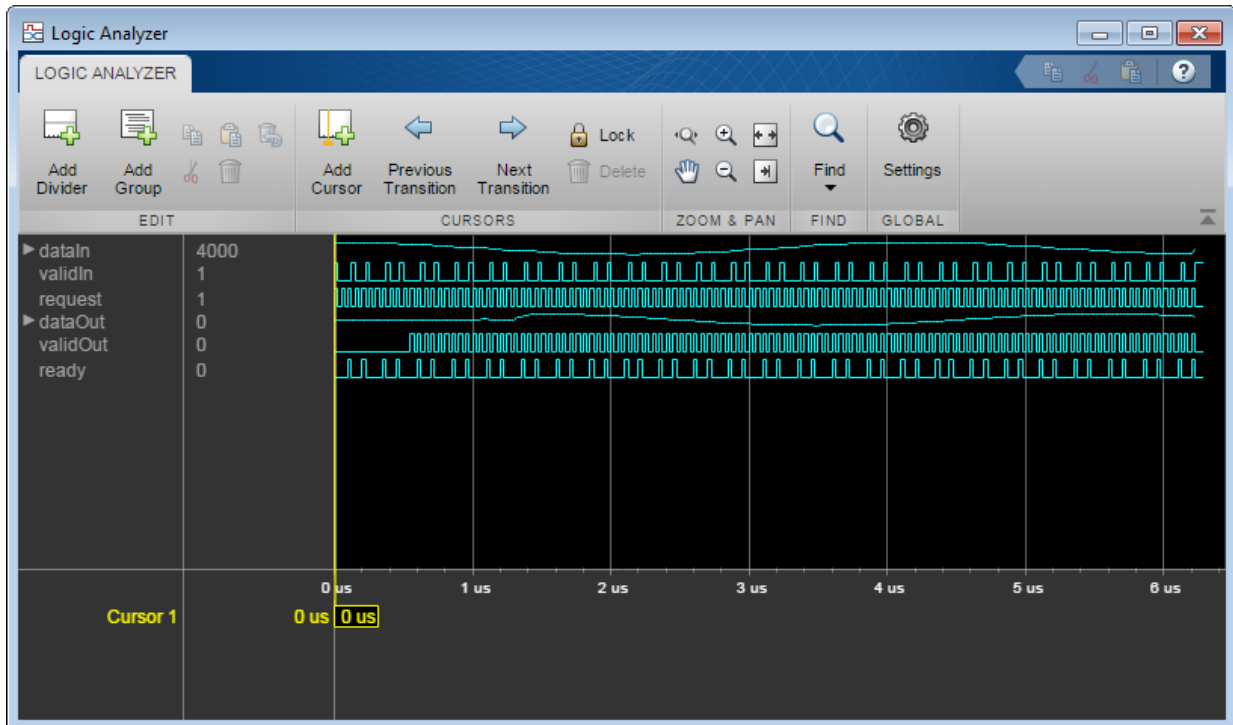 Logic Analyzer
LOGIC ANALYZER
?
Add Divider
Add Group
Add Cursor
Previous Transition
Next Transition
Lock
Delete
Find
Settings
EDIT
CURSORS
ZOOM & PAN
FIND
GLOBAL
dataIn 4000
validIn 1
request 1
dataOut 0
validOut 0
ready 0
0 us 1 us 2 us 3 us 4 us 5 us 6 us
Cursor 1 0 us 0 us